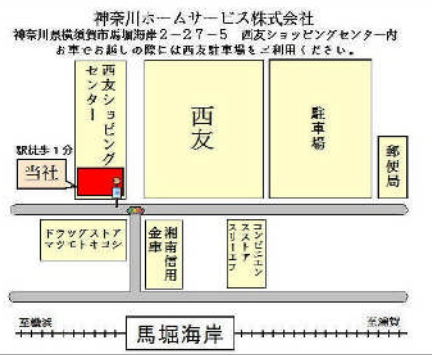 神奈川ホームサービス株式会社
神奈川県横須賀市馬堀海岸2-27-5 西友ショッピングセンター内
お車でお越しの際には西友駐車場をご利用ください。
西友ショッピング
センター
西友
駐車場
郵便局
駅徒歩1分
当社
ドラッグストア
マツモトキヨシ
湘南信用
金庫
コンビニエン
スストア
スリーエフ
至横浜
至浦賀
馬堀海岸